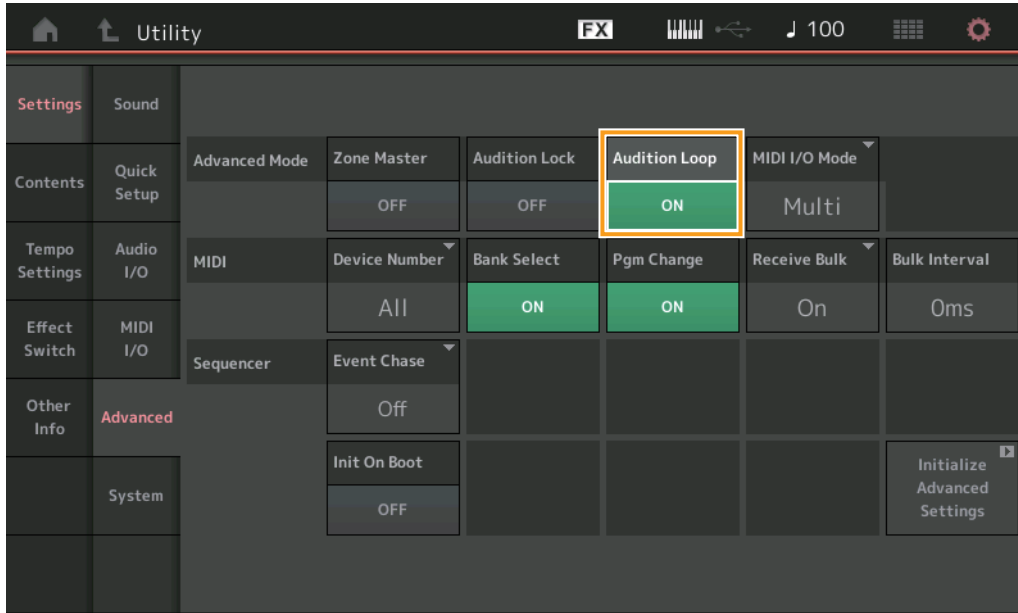 Utility FX 100
Settings Sound
Advanced Mode Zone Master Audition Lock Audition Loop MIDI I/O Mode
OFF OFF ON Multi
Contents Quick
Setup
Tempo
Settings Audio
I/O
MIDI Device Number Bank Select Pgm Change Receive Bulk Bulk Interval
All ON ON On 0ms
Effect
Switch MIDI
I/O
Sequencer Event Chase
Off
Other
Info Advanced
Init On Boot
OFF
Initialize
Advanced
Settings
System